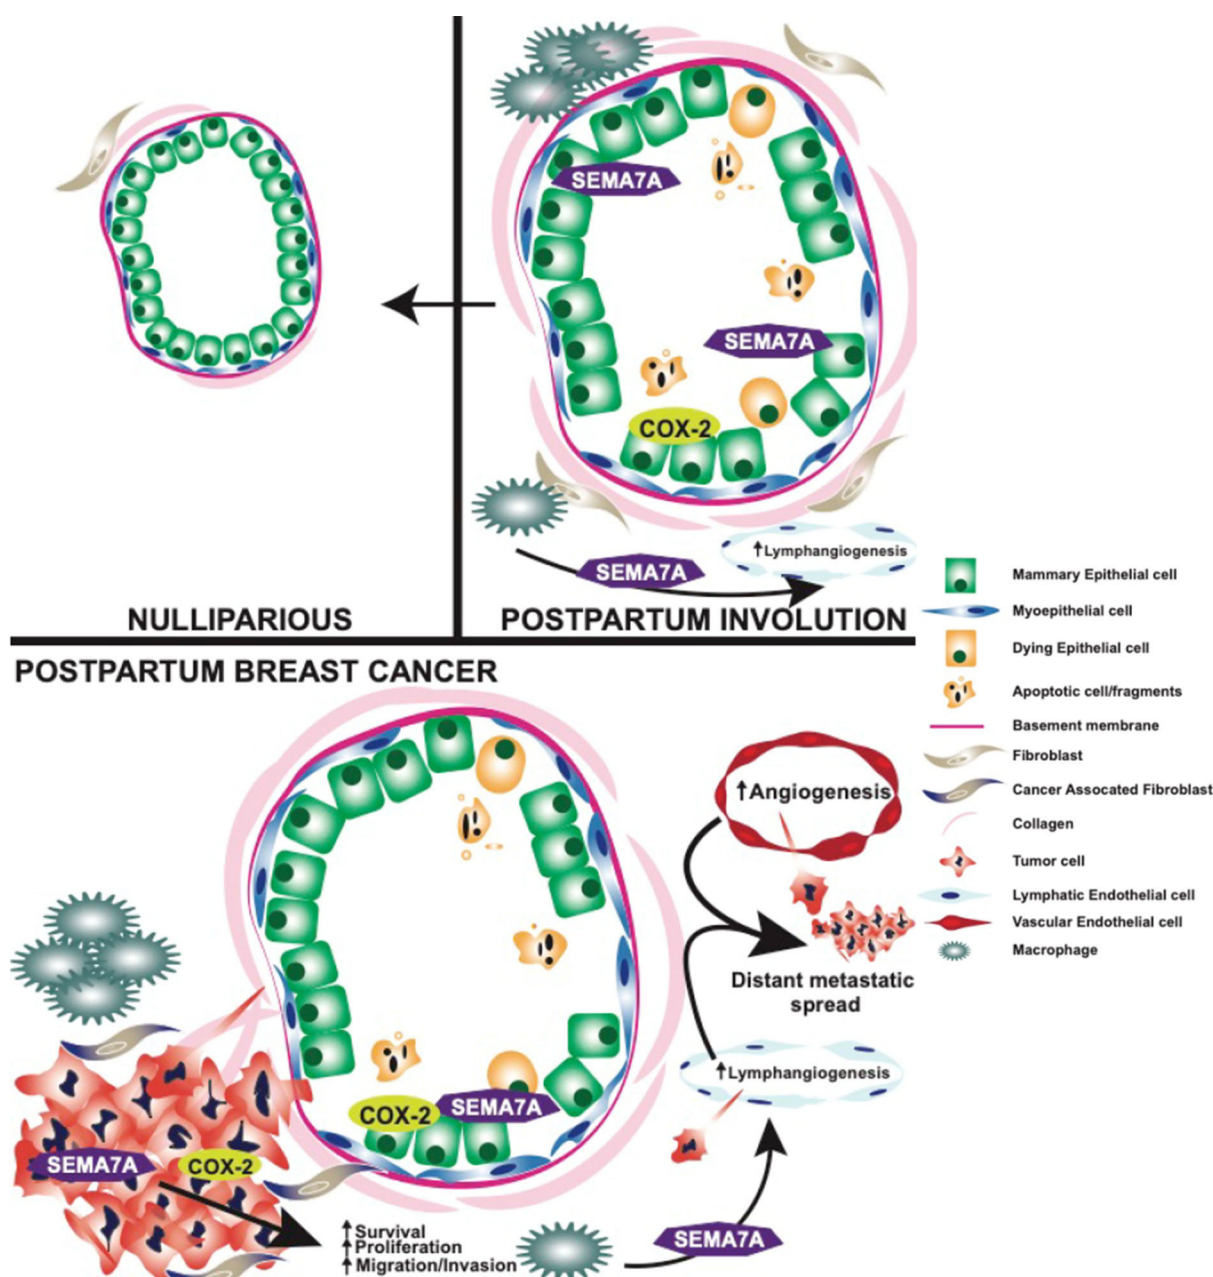 SEMA7A
SEMA7A
COX-2
↑Lymphangiogenesis
SEMA7A
NULLIPARIOUS
POSTPARTUM INVOLUTION
Mammary Epithelial cell
Myoepithelial cell
Dying Epithelial cell
Apoptotic cell/fragments
Basement membrane
Fibroblast
Cancer Assocated Fibroblast
Collagen
Tumor cell
Lymphatic Endothelial cell
Vascular Endothelial cell
Macrophage
POSTPARTUM BREAST CANCER
↑Angiogenesis
Distant metastatic
spread
↑Lymphangiogenesis
COX-2
SEMA7A
SEMA7A
COX-2
↑Survival
↑Proliferation
↑Migration/Invasion
SEMA7A